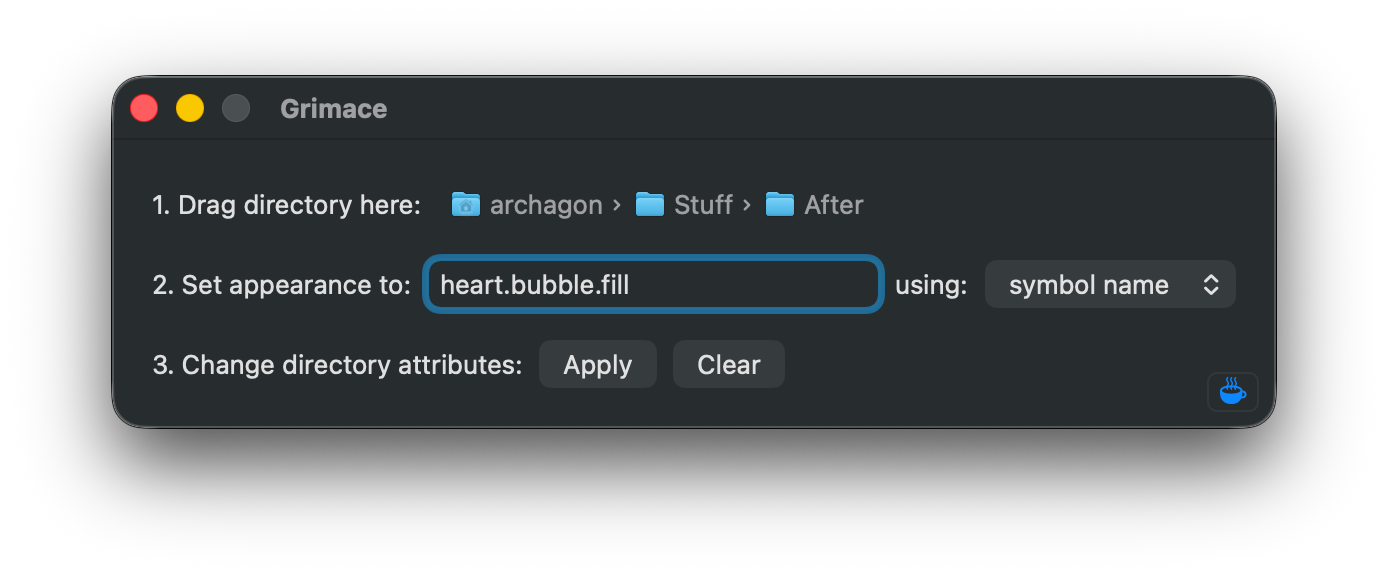 Grimace
1. Drag directory here: archagon › Stuff › After
2. Set appearance to: heart.bubble.fill using: symbol name
3. Change directory attributes: Apply Clear